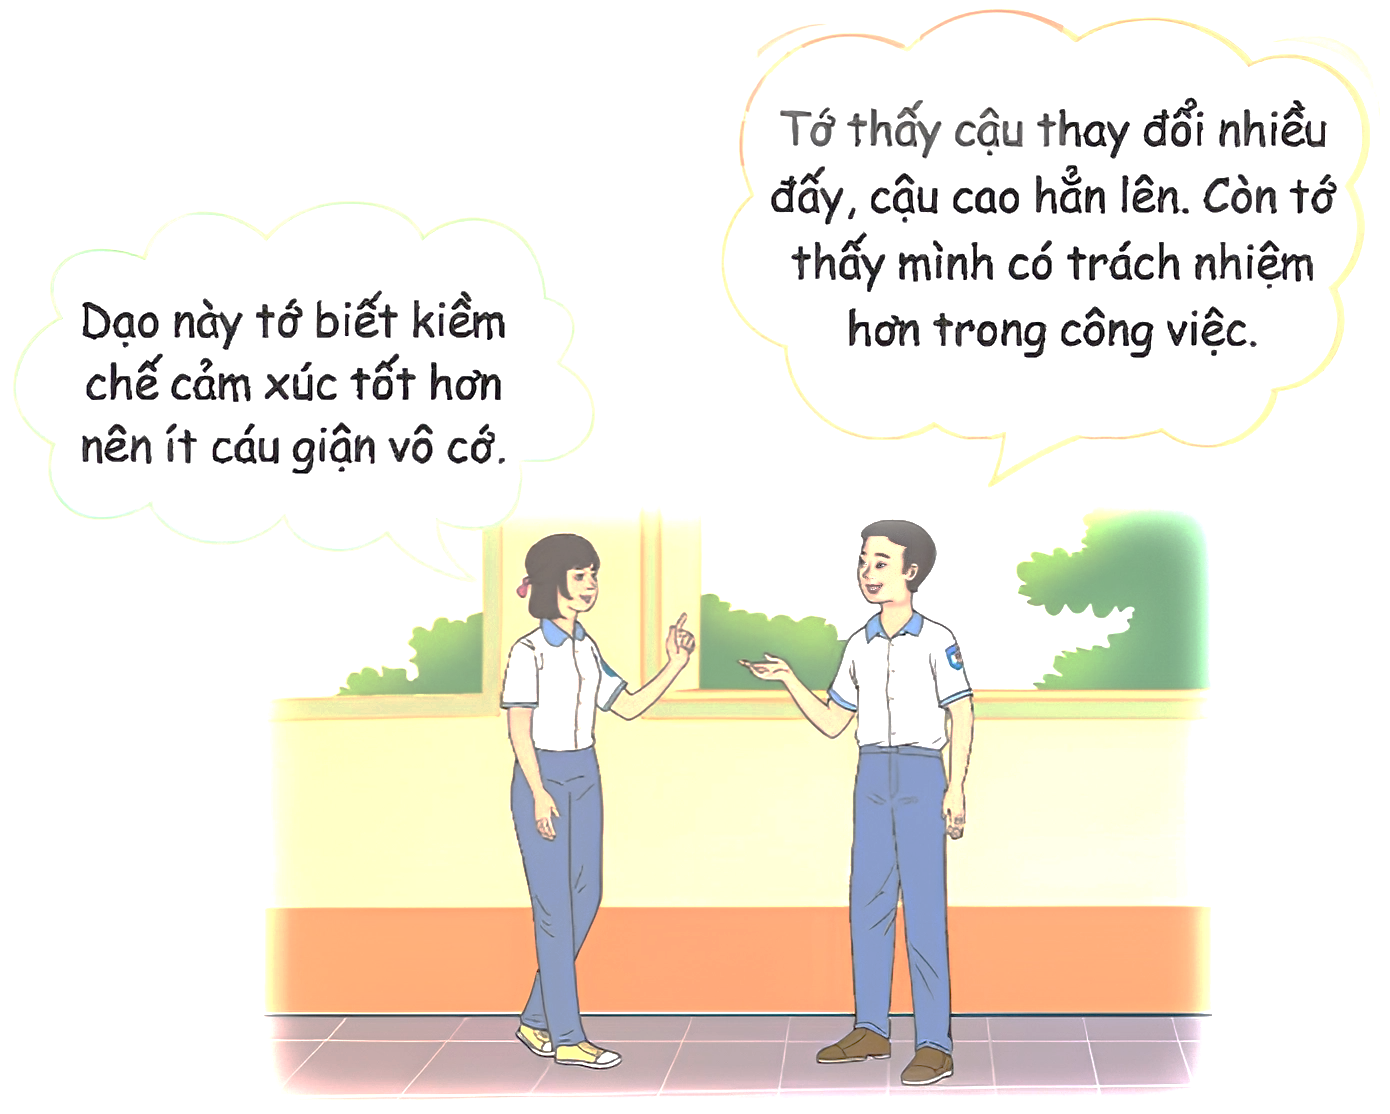 Dạo này tớ biết kiềm
chế cảm xúc tốt hơn
nên ít cáu giận vô cớ.
Tớ thấy cậu thay đổi nhiều
đấy, cậu cao hẳn lên. Còn tớ
thấy mình có trách nhiệm
hơn trong công việc.